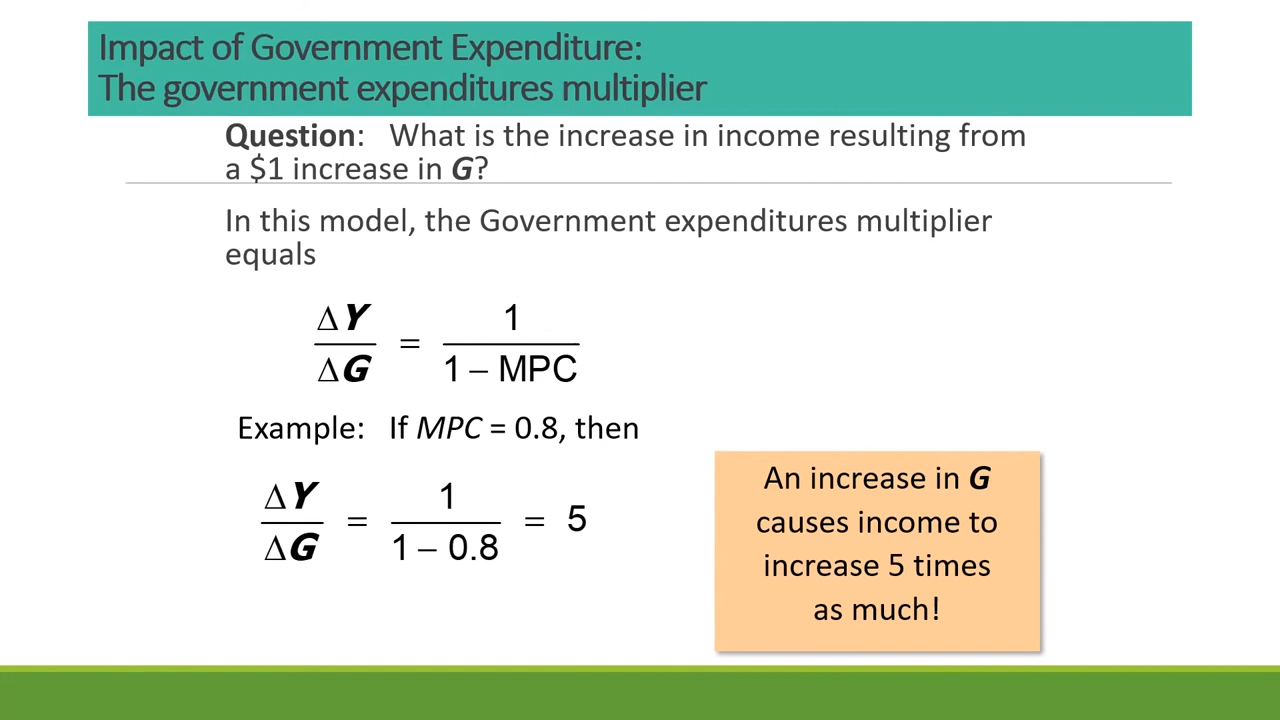 Impact of Government Expenditure:
The government expenditures multiplier
Question: What is the increase in income resulting from
a $1 increase in G?
In this model, the Government expenditures multiplier
equals
ΔY/ΔG = 1/(1 – MPC)
Example: If MPC = 0.8, then
ΔY/ΔG = 1/(1 – 0.8) = 5
An increase in G
causes income to
increase 5 times
as much!